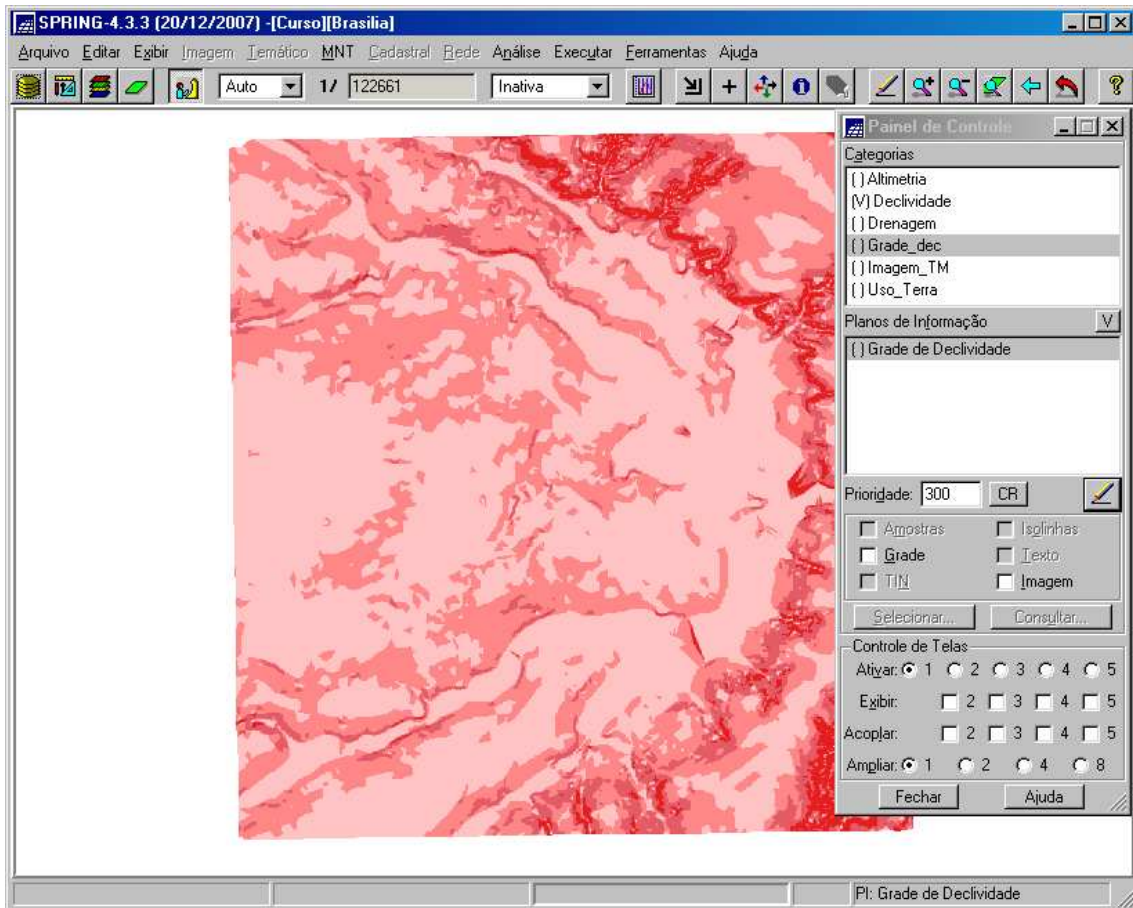 SPRING-4.3.3 (20/12/2007) -[Curso][Brasilia]
Arquivo Editar Exibir Imagem Temático MNT Cadastral Rede Análise Executar Ferramentas Ajuda
Auto 1/ 122661 Inativa
Painel de Controle
Categorias
( ) Altimetria
(V) Declividade
( ) Drenagem
( ) Grade_dec
( ) Imagem_TM
( ) Uso_Terra
Planos de Informação V
( ) Grade de Declividade
Prioridade: 300 CR
Amostras Isolinhas
Grade Texto
TIN Imagem
Selecionar... Consultar...
Controle de Telas
Ativar: 1 2 3 4 5
Exibir: 2 3 4 5
Acoplar: 2 3 4 5
Ampliar: 1 2 4 8
Fechar Ajuda
PI: Grade de Declividade